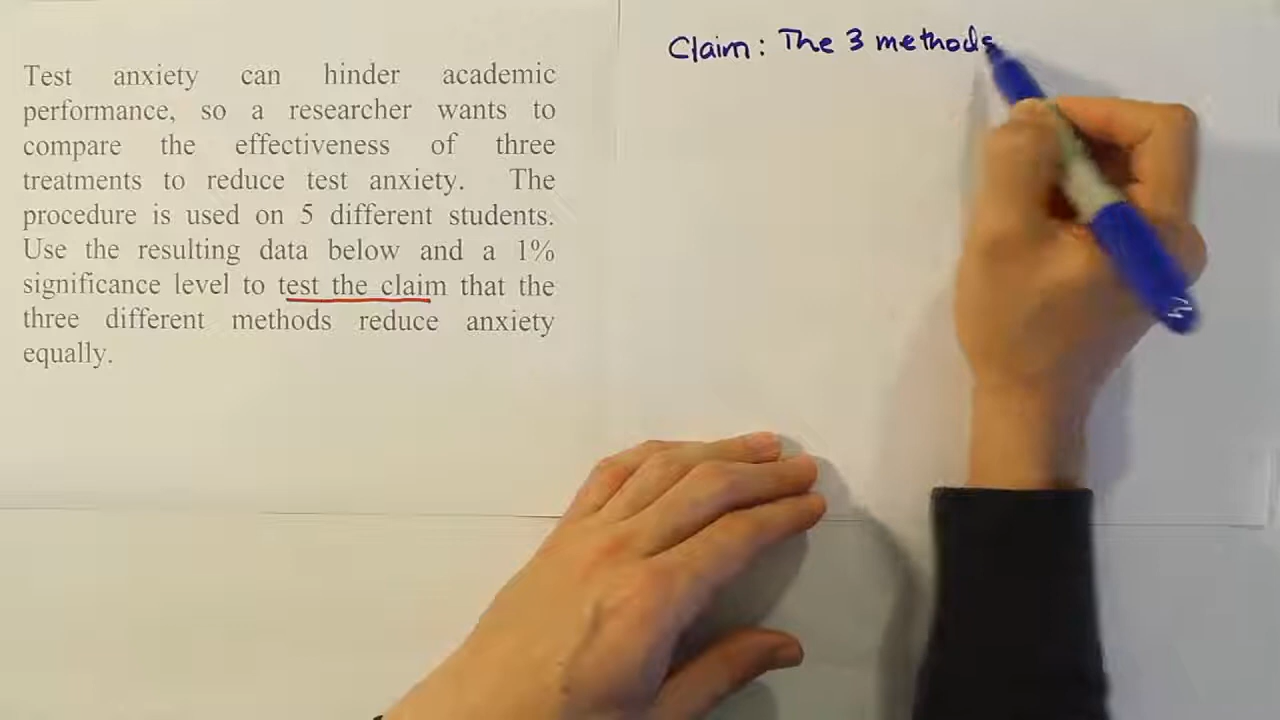 Test anxiety can hinder academic
performance, so a researcher wants to
compare the effectiveness of three
treatments to reduce test anxiety. The
procedure is used on 5 different students.
Use the resulting data below and a 1%
significance level to test the claim that the
three different methods reduce anxiety
equally.
Claim: The 3 methods